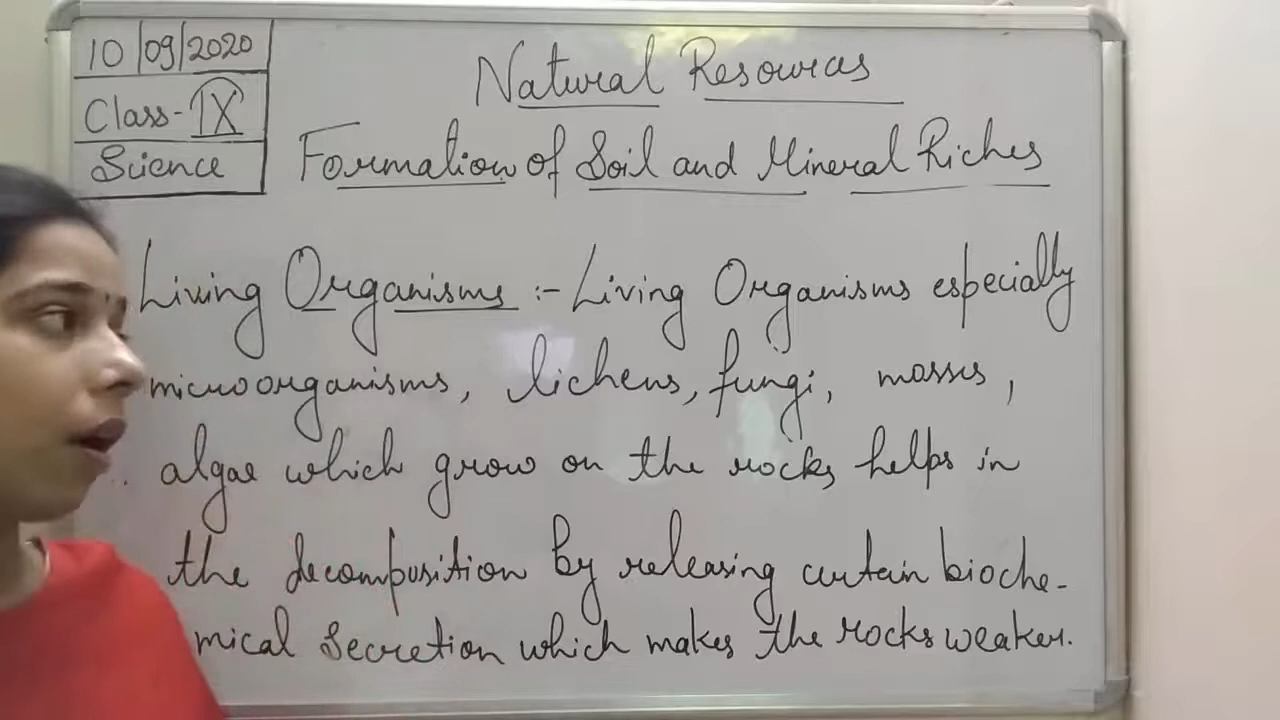 10/09/2020
Class-IX
Science
Natural Resources
Formation of Soil and Mineral Riches
Living Organisms :- Living Organisms especially
microorganisms, lichens, fungi, mosses,
algae which grow on the rocks helps in
the decomposition by releasing certain bioche-
mical secretion which makes the rocks weaker.